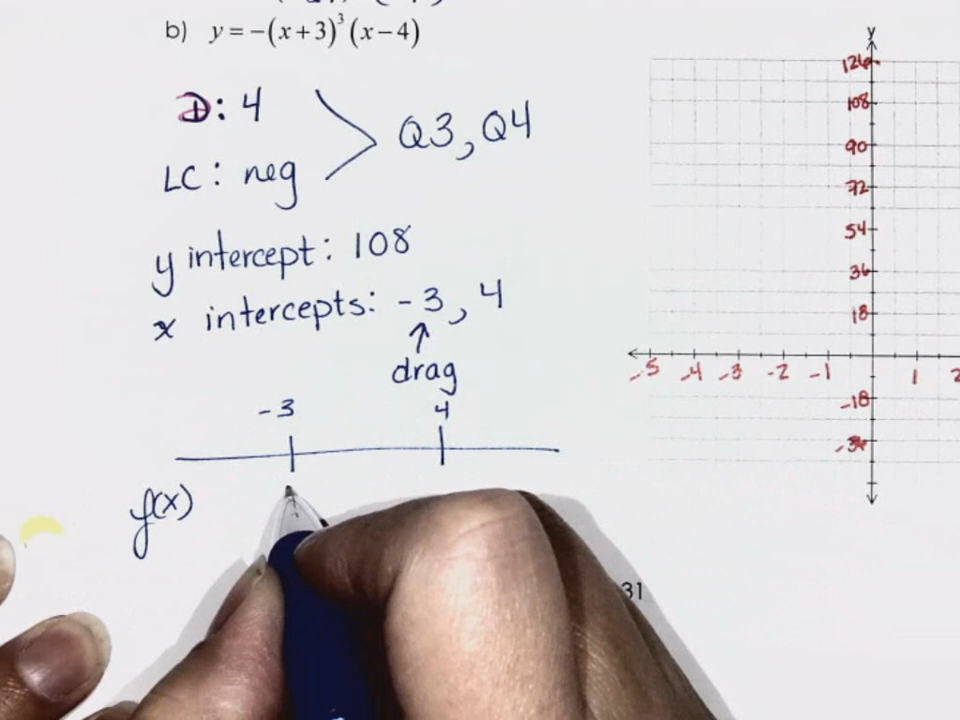 b) y = -(x+3)³(x-4)
D: 4
LC: neg
Q3, Q4
y intercept: 108
x intercepts: -3, 4
↑
drag
-3 4
f(x)
y
126
108
90
72
54
36
18
-5 -4 -3 -2 -1 1 2
-18
-36
31